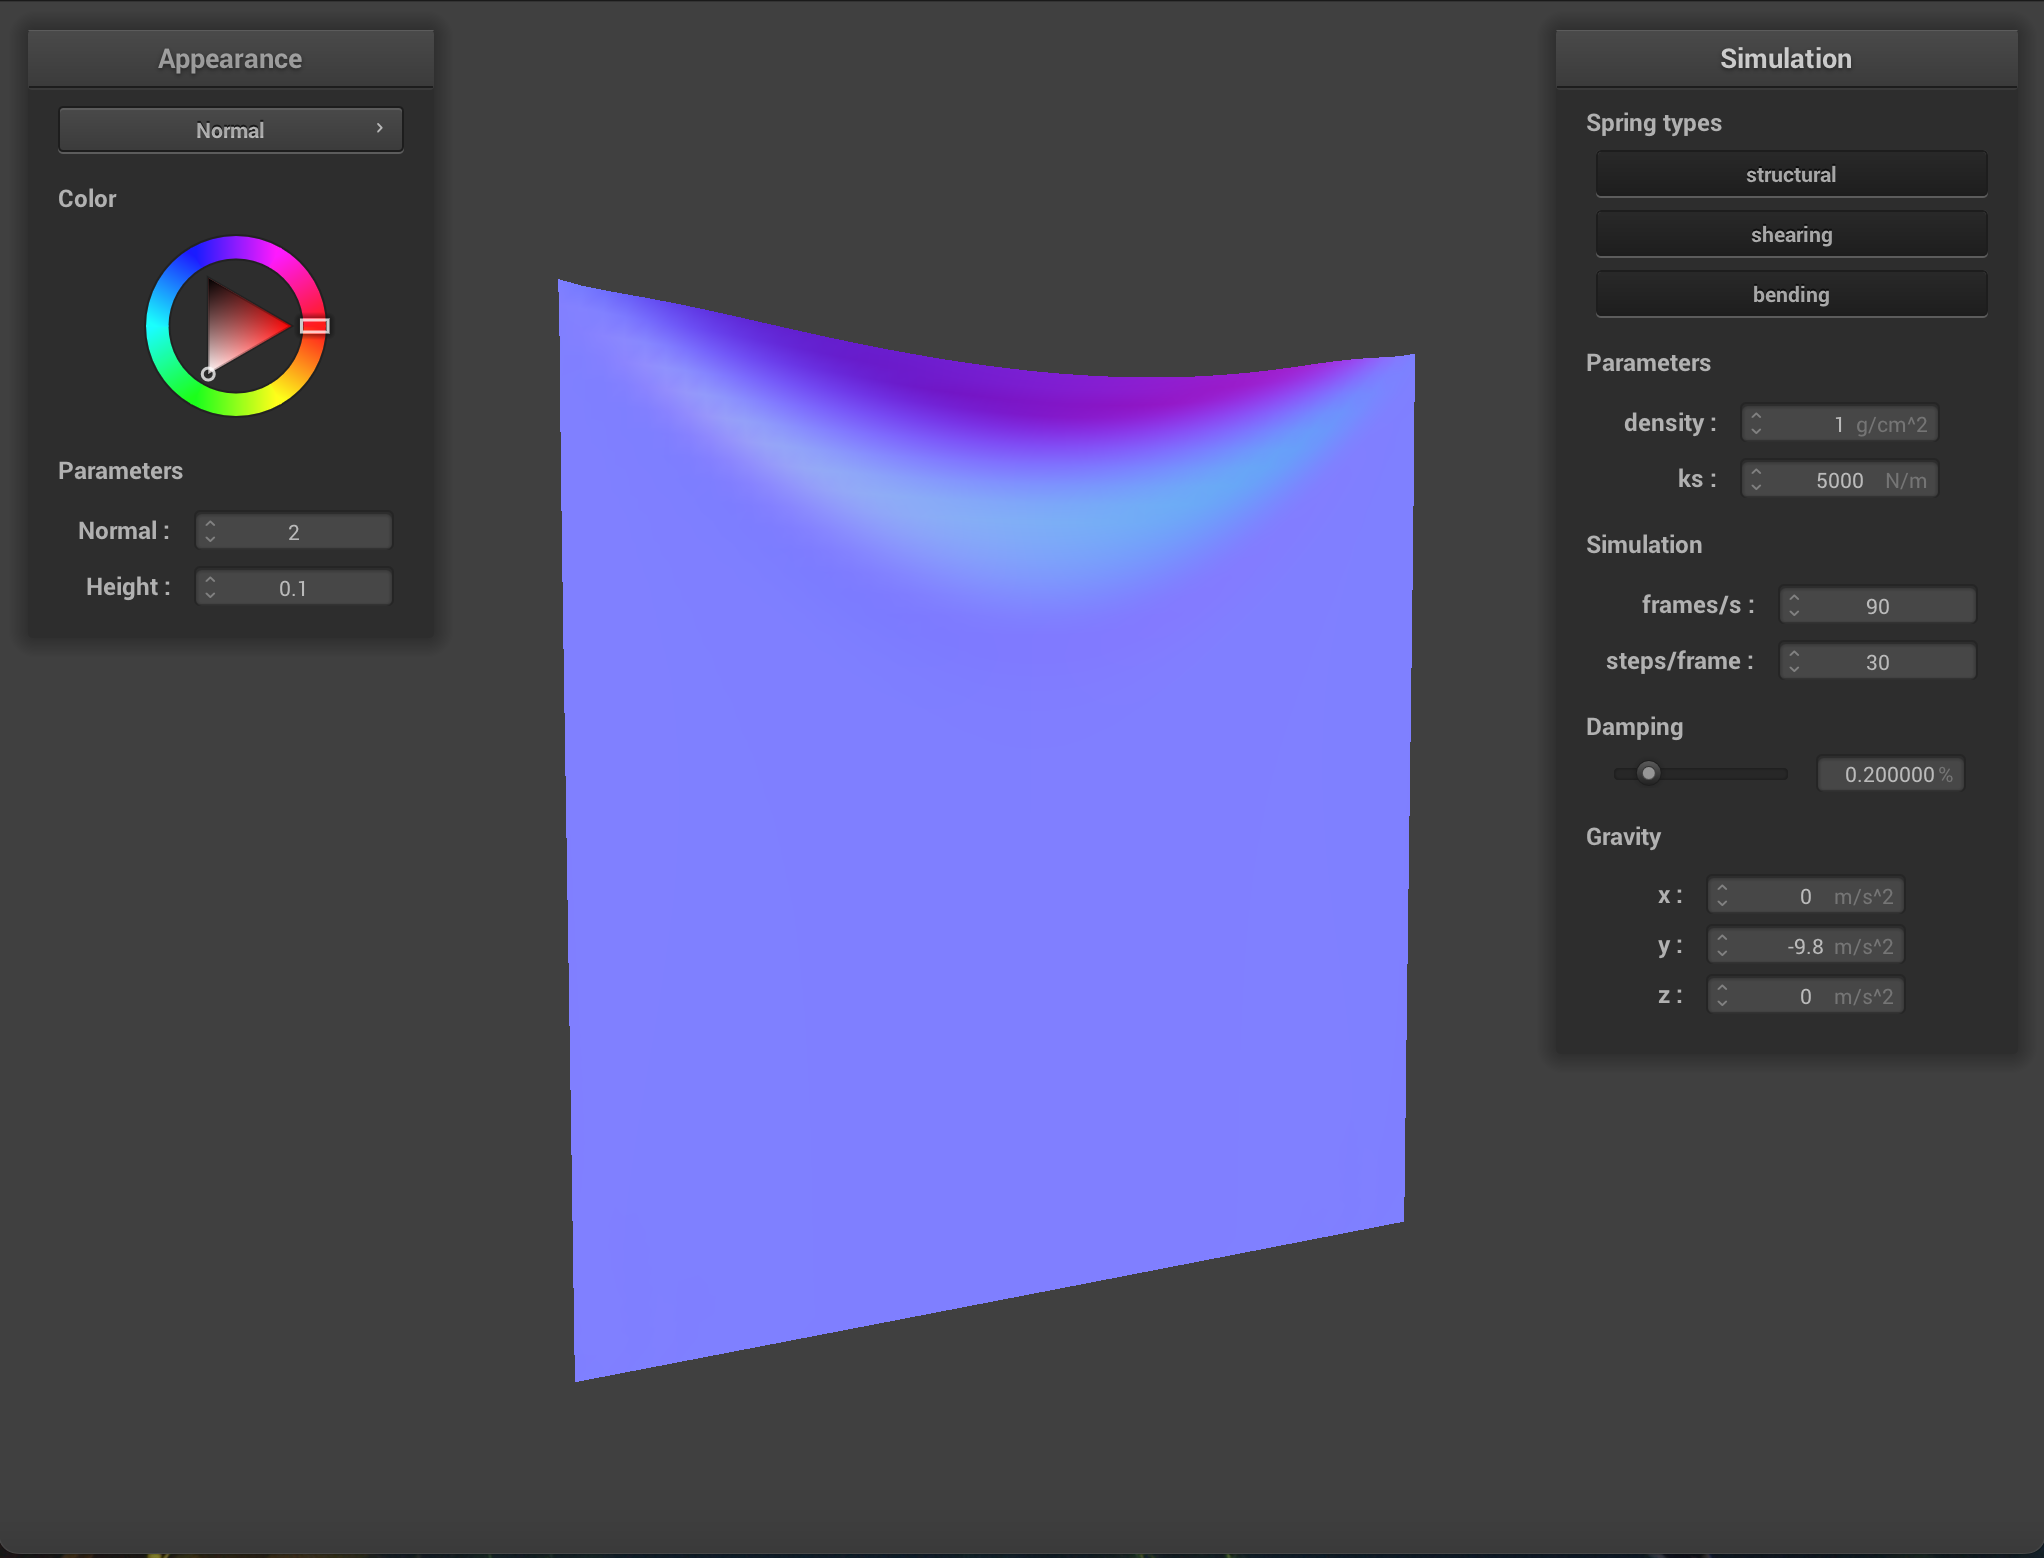 Appearance
Normal
Color
Parameters
Normal : 2
Height : 0.1
Simulation
Spring types
structural
shearing
bending
Parameters
density : 1 g/cm^2
ks : 5000 N/m
Simulation
frames/s : 90
steps/frame : 30
Damping
0.200000 %
Gravity
x : 0 m/s^2
y : -9.8 m/s^2
z : 0 m/s^2